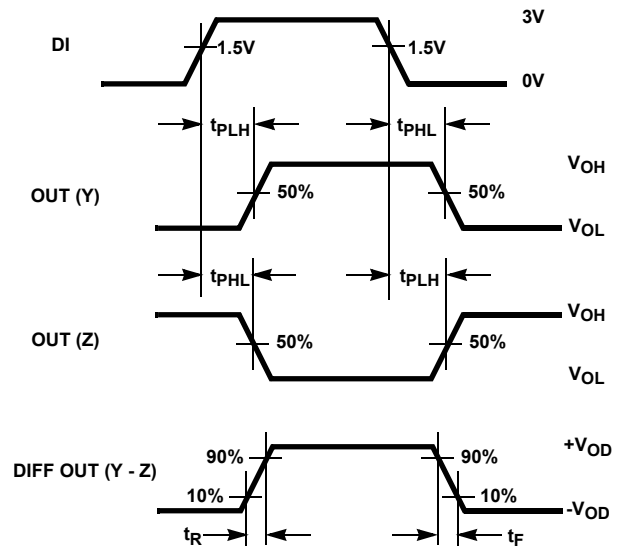 3V
DI
1.5V
1.5V
0V
tPLH
tPHL
VOH
OUT (Y)
50%
50%
VOL
tPHL
tPLH
VOH
OUT (Z)
50%
50%
VOL
+VOD
DIFF OUT (Y - Z)
90%
90%
10%
10%
-VOD
tR
tF